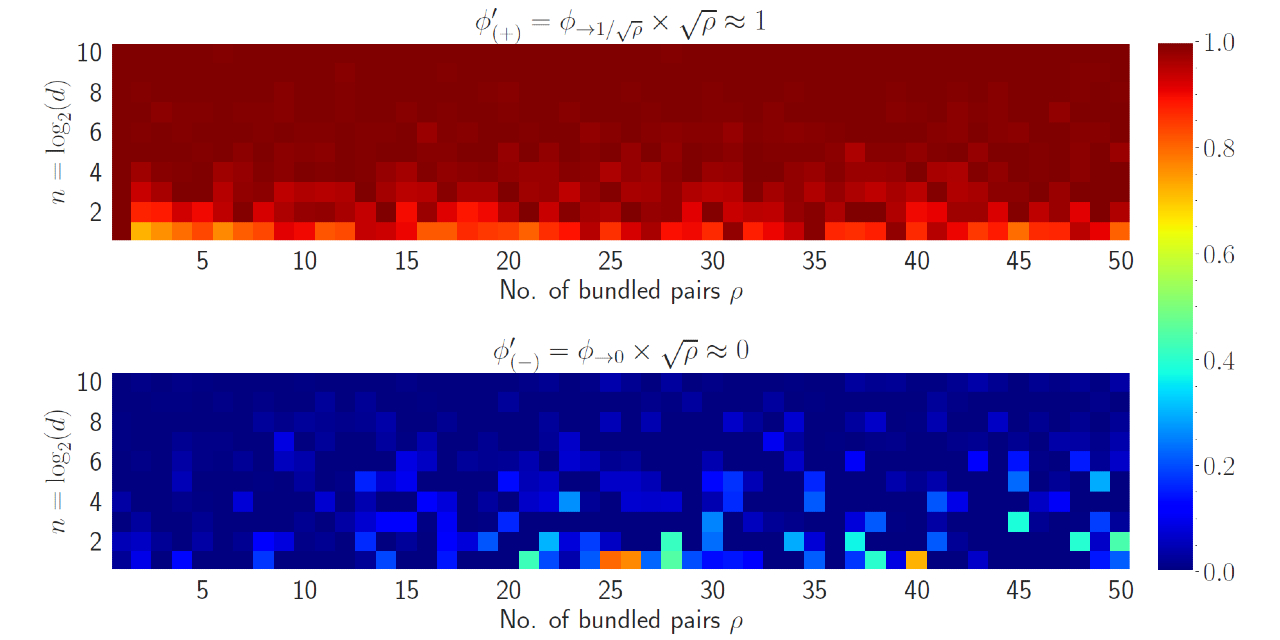 ϕ′(+) = ϕ→1/√ρ × √ρ ≈ 1
n = log₂(d)
10
8
6
4
2
5 10 15 20 25 30 35 40 45 50
No. of bundled pairs ρ
ϕ′(−) = ϕ→0 × √ρ ≈ 0
n = log₂(d)
10
8
6
4
2
5 10 15 20 25 30 35 40 45 50
No. of bundled pairs ρ
1.0
0.8
0.6
0.4
0.2
0.0